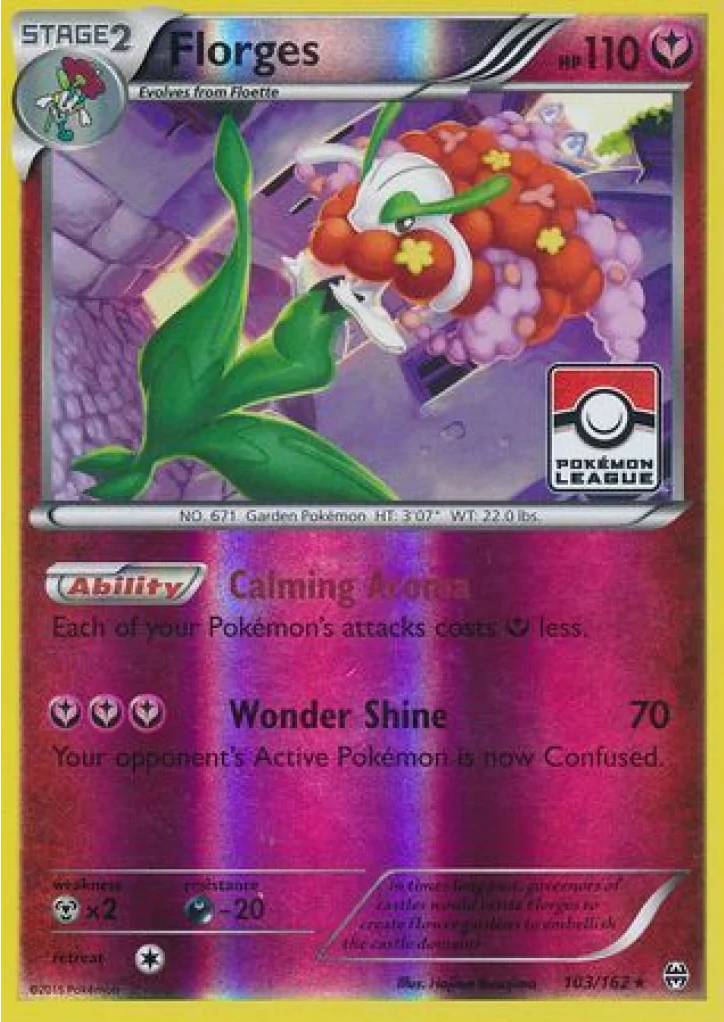 STAGE2
Florges
HP110
Evolves from Floette
POKÉMON
LEAGUE
NO. 671 Garden Pokémon HT: 3'07" WT: 22.0 lbs.
Ability Calming Aroma
Each of your Pokémon's attacks costs less.
Wonder Shine 70
Your opponent's Active Pokémon is now Confused.
weakness resistance
×2 -20
In times long past, governors of
castles would invite Florges to
create flower gardens to embellish
the castle domains.
retreat
©2015 Pokémon
illus. Hajime Kusajima
103/162 ★